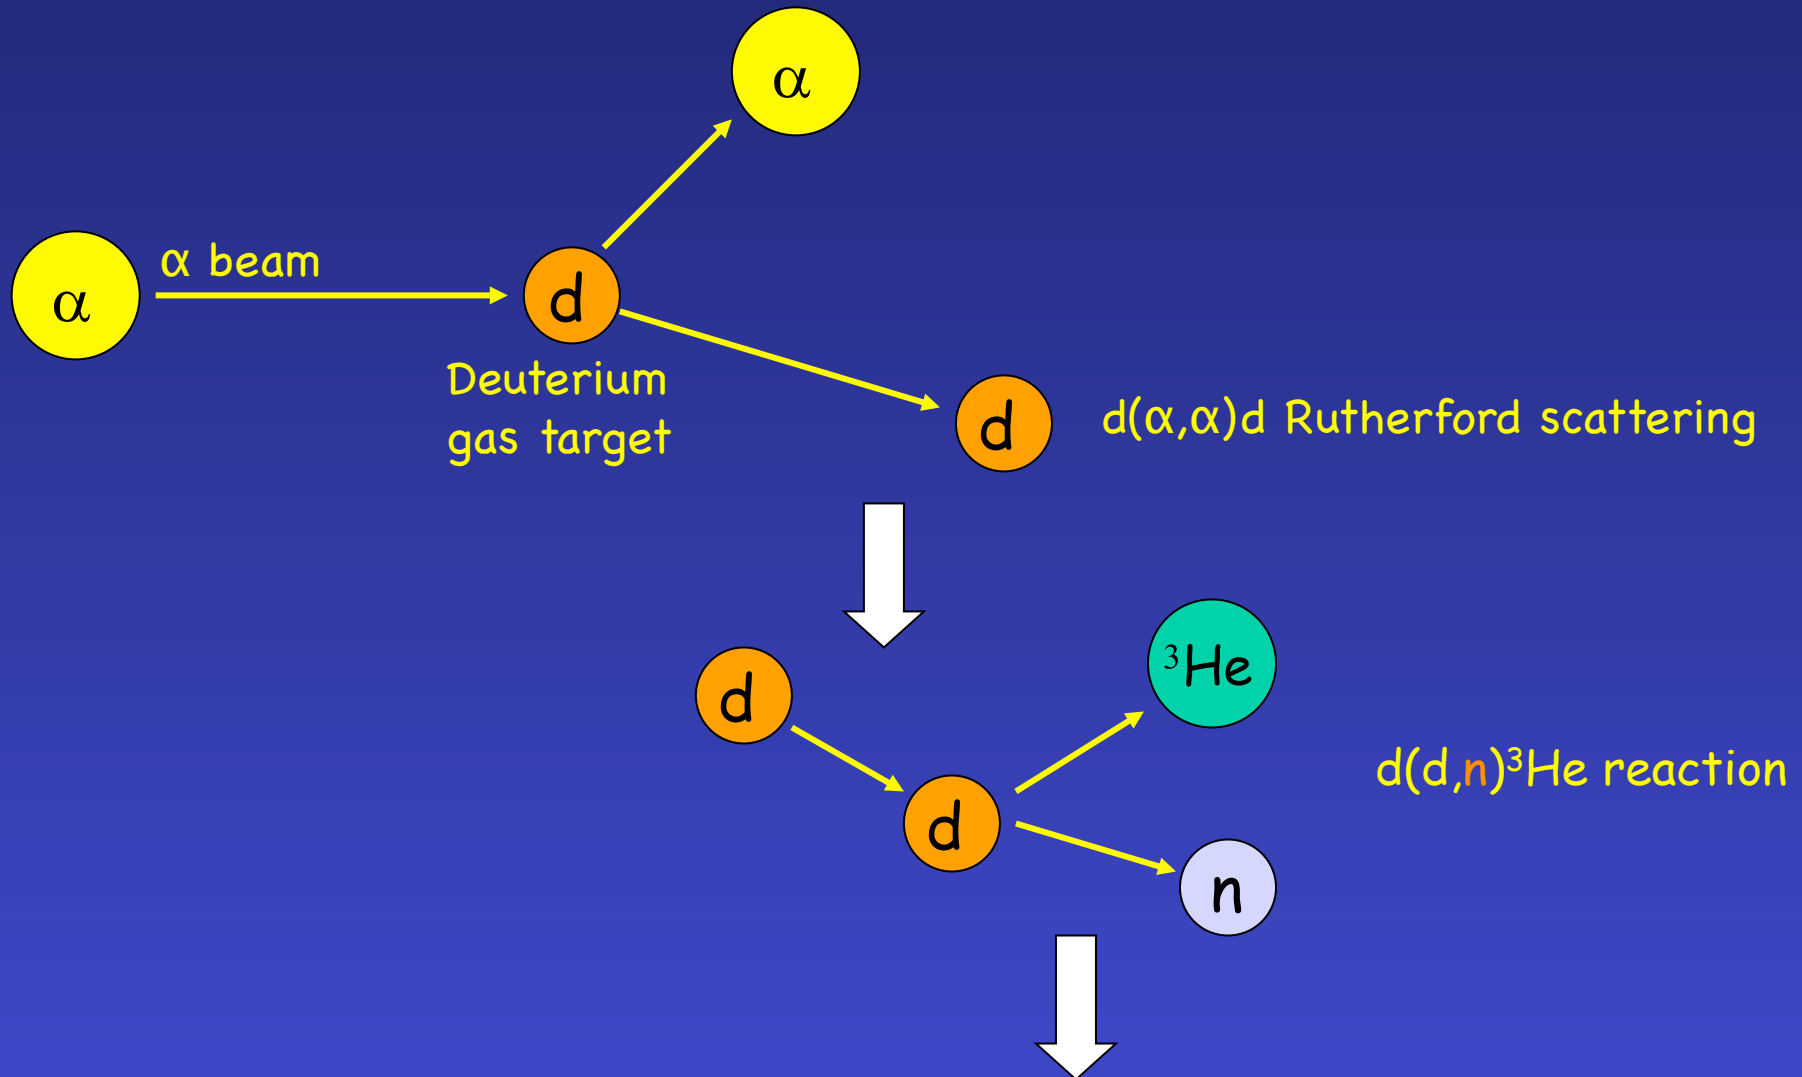 α
α beam
α
d
Deuterium
gas target
d
d(α,α)d Rutherford scattering
³He
d
d(d,n)³He reaction
d
n